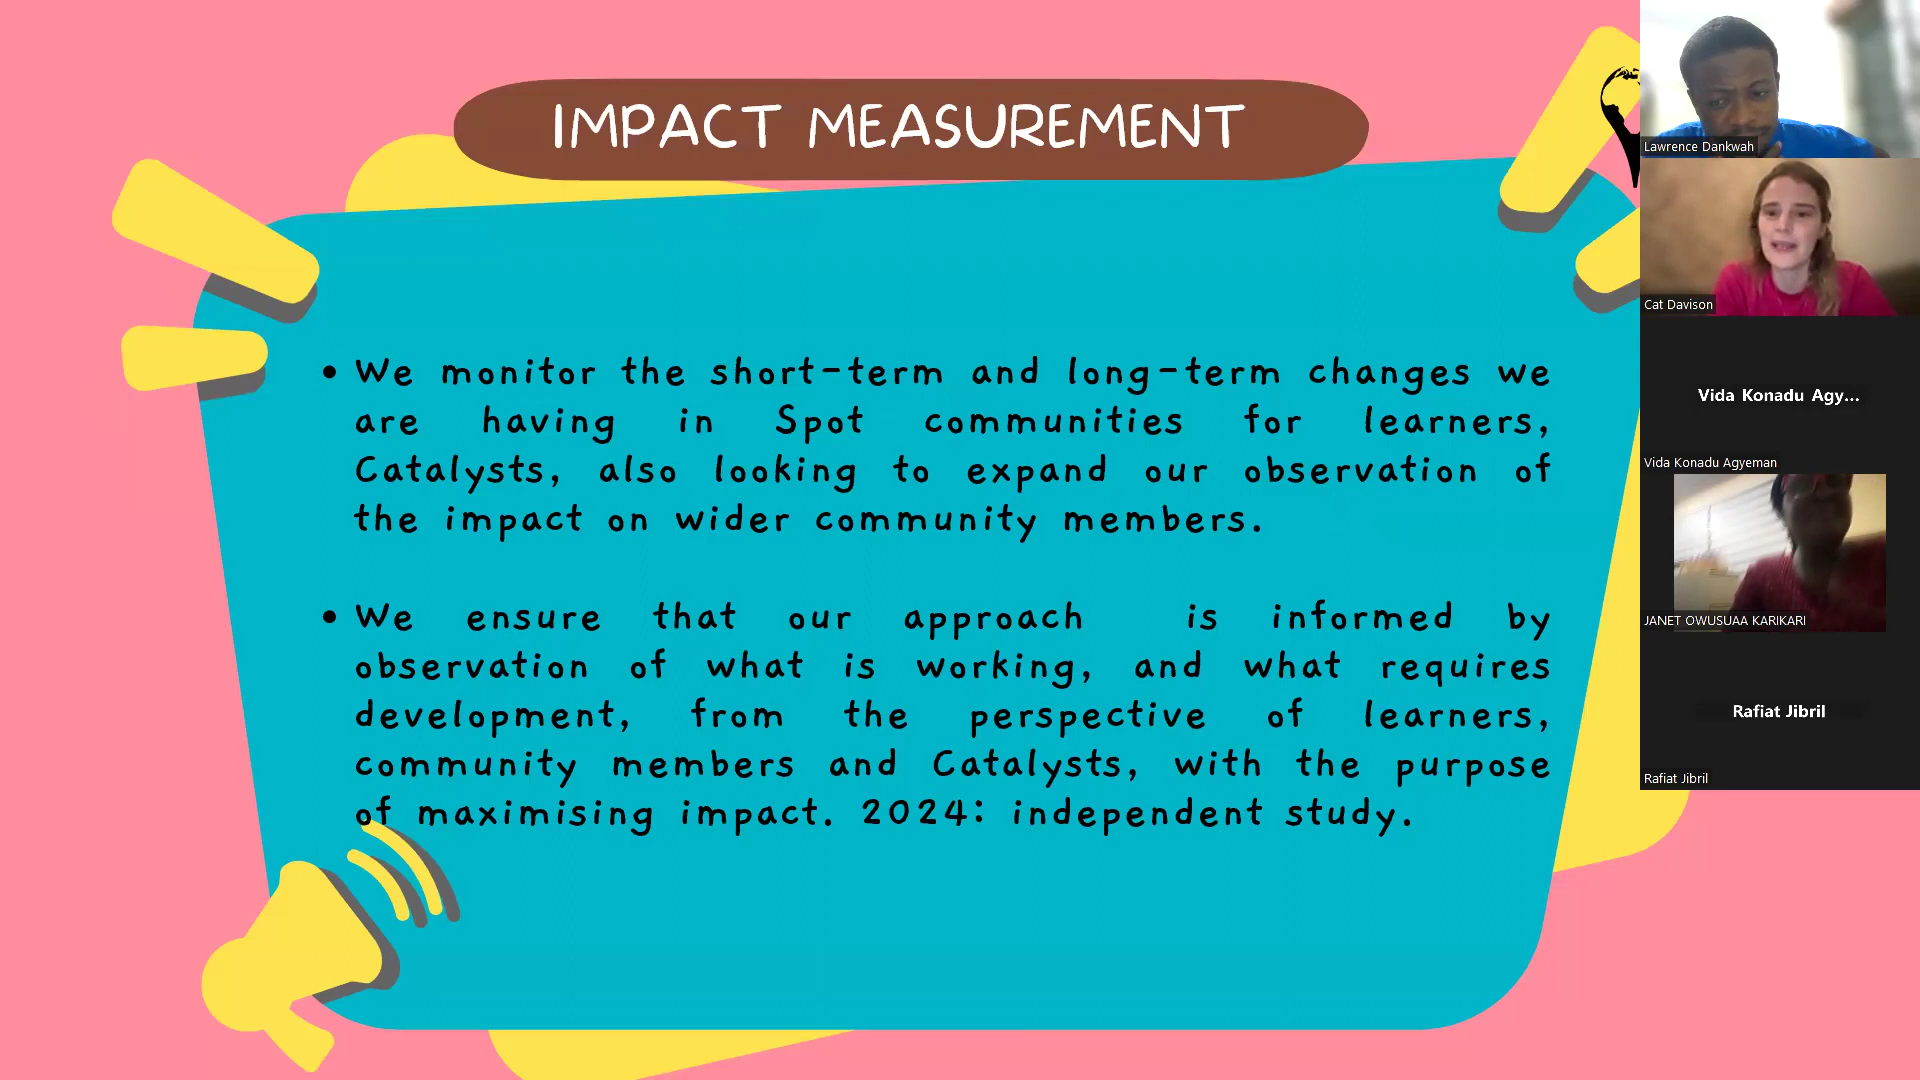 IMPACT MEASUREMENT
• We monitor the short-term and long-term changes we
are having in Spot communities for learners,
Catalysts, also looking to expand our observation of
the impact on wider community members.
• We ensure that our approach is informed by
observation of what is working, and what requires
development, from the perspective of learners,
community members and Catalysts, with the purpose
of maximising impact. 2024: independent study.
Lawrence Dankwah
Cat Davison
Vida Konadu Agy...
Vida Konadu Agyeman
JANET OWUSUAA KARIKARI
Rafiat Jibril
Rafiat Jibril